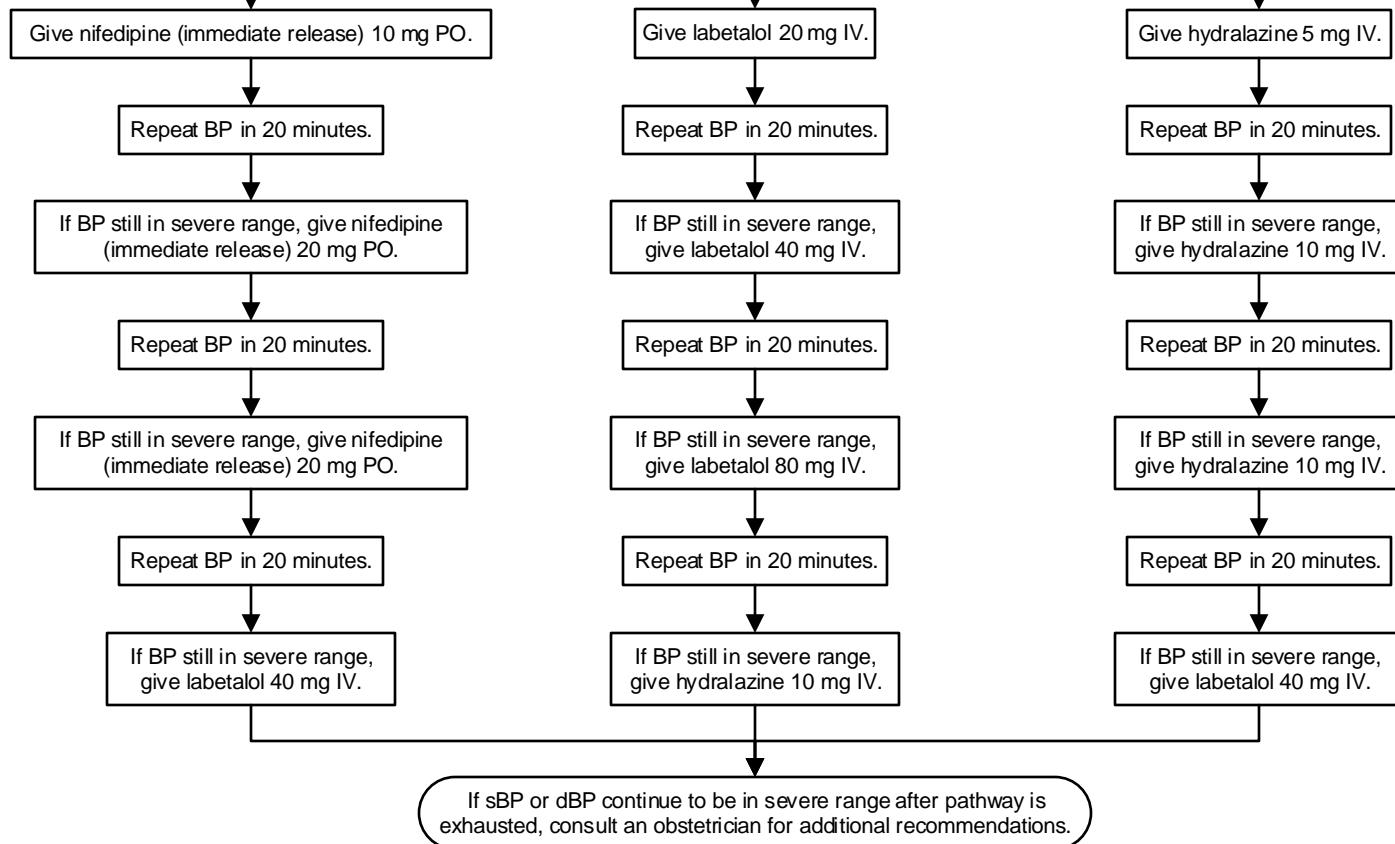 Give nifedipine (immediate release) 10 mg PO.
Repeat BP in 20 minutes.
If BP still in severe range, give nifedipine
(immediate release) 20 mg PO.
Repeat BP in 20 minutes.
If BP still in severe range, give nifedipine
(immediate release) 20 mg PO.
Repeat BP in 20 minutes.
If BP still in severe range,
give labetalol 40 mg IV.
Give labetalol 20 mg IV.
Repeat BP in 20 minutes.
If BP still in severe range,
give labetalol 40 mg IV.
Repeat BP in 20 minutes.
If BP still in severe range,
give labetalol 80 mg IV.
Repeat BP in 20 minutes.
If BP still in severe range,
give hydralazine 10 mg IV.
Give hydralazine 5 mg IV.
Repeat BP in 20 minutes.
If BP still in severe range,
give hydralazine 10 mg IV.
Repeat BP in 20 minutes.
If BP still in severe range,
give hydralazine 10 mg IV.
Repeat BP in 20 minutes.
If BP still in severe range,
give labetalol 40 mg IV.
If sBP or dBP continue to be in severe range after pathway is
exhausted, consult an obstetrician for additional recommendations.